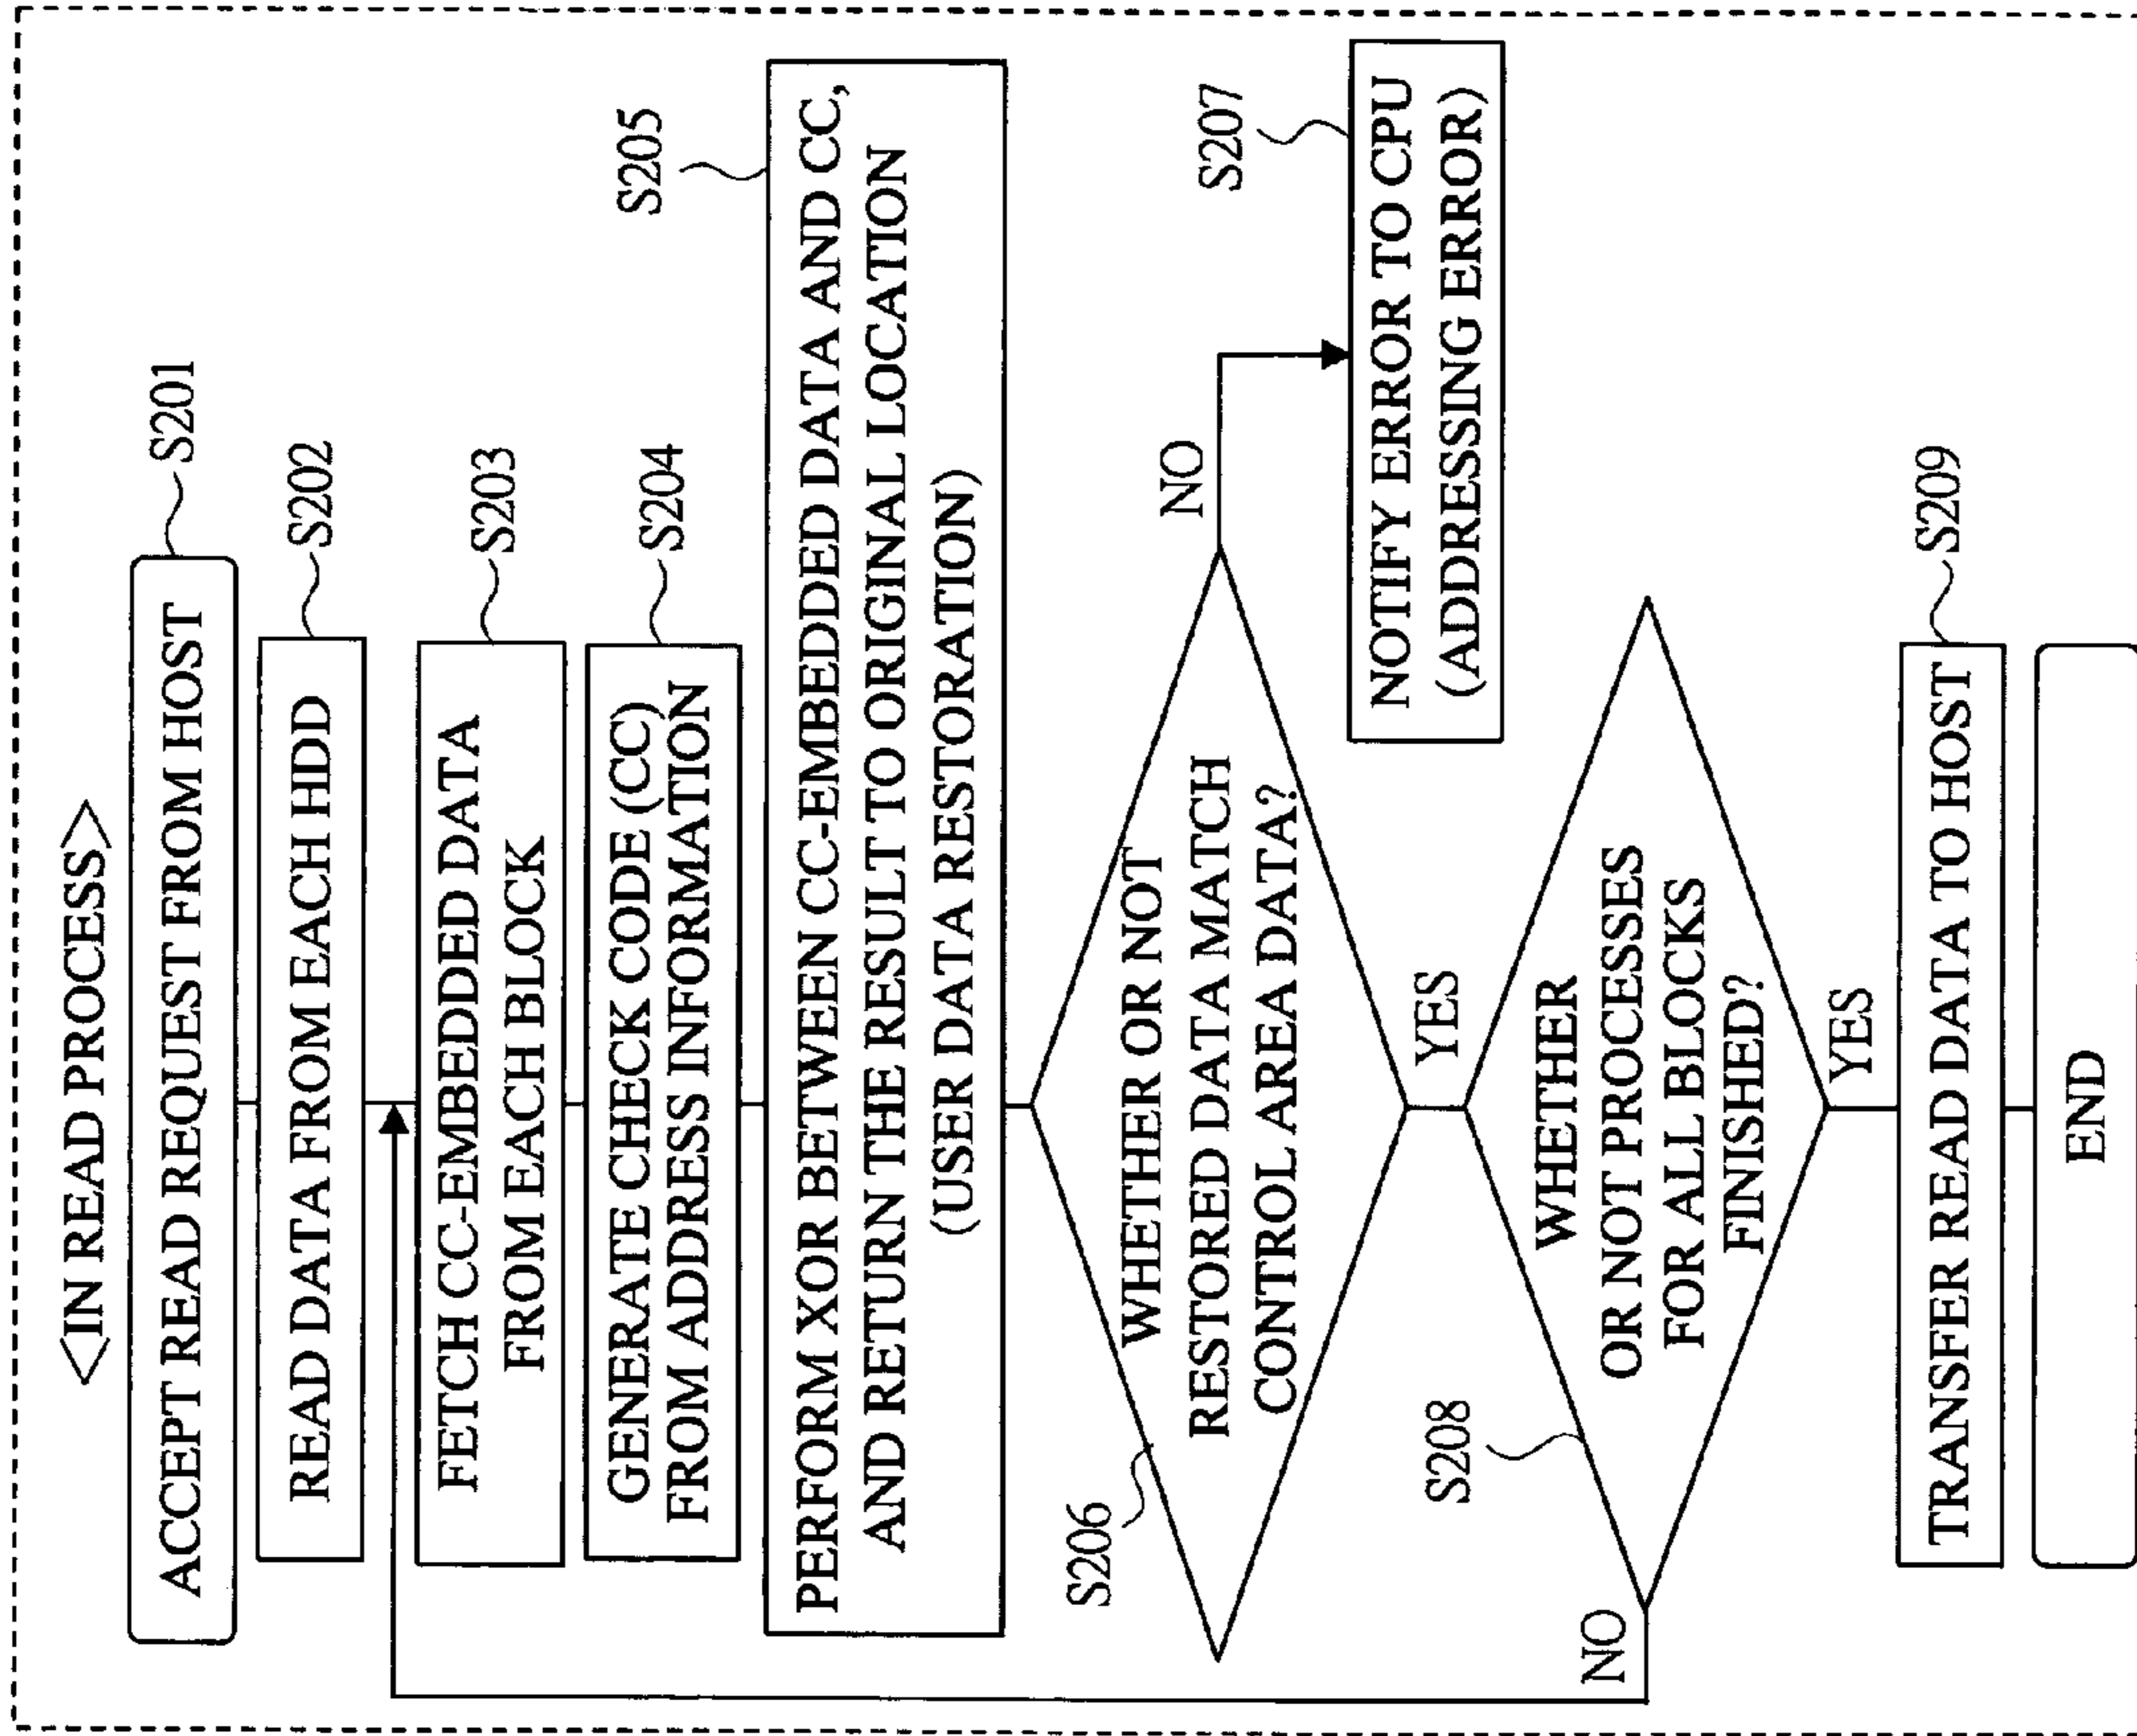 <IN READ PROCESS>
ACCEPT READ REQUEST FROM HOST
S201
READ DATA FROM EACH HDD
S202
FETCH CC-EMBEDDED DATA
FROM EACH BLOCK
S203
GENERATE CHECK CODE (CC)
FROM ADDRESS INFORMATION
S204
PERFORM XOR BETWEEN CC-EMBEDDED DATA AND CC,
AND RETURN THE RESULT TO ORIGINAL LOCATION
(USER DATA RESTORATION)
S205
S206
WHETHER OR NOT
RESTORED DATA MATCH
CONTROL AREA DATA?
NO
NOTIFY ERROR TO CPU
(ADDRESSING ERROR)
S207
YES
S208
WHETHER
OR NOT PROCESSES
FOR ALL BLOCKS
FINISHED?
NO
YES
TRANSFER READ DATA TO HOST
S209
END